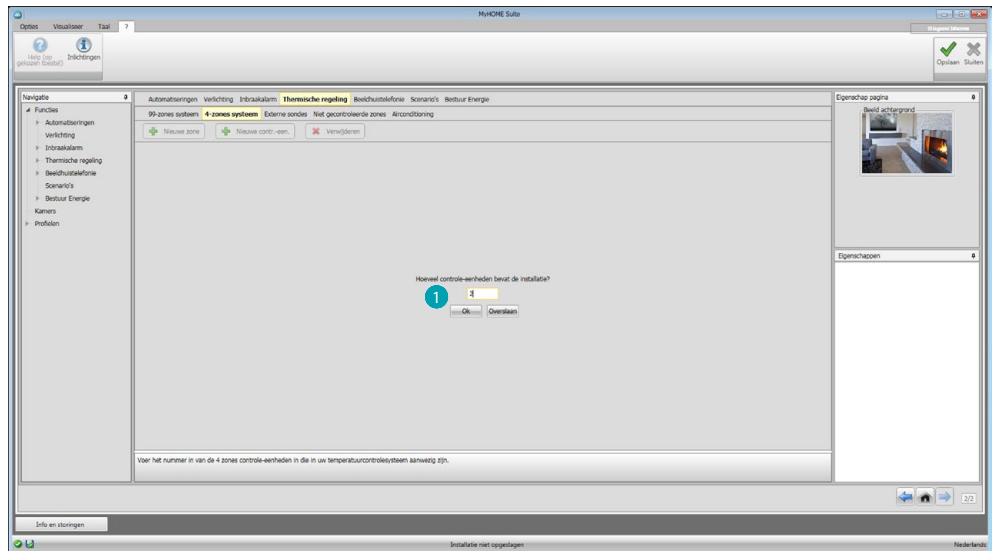 MyHOME Suite
Opties Visualiseer Taal ?
Help (op gekozen toestel)
Inlichtingen
Opslaan Sluiten
Navigatie
Functies
Automatiseringen
Verlichting
Inbraakalarm
Thermische regeling
Beeldhuistelefonie
Scenario's
Bestuur Energie
Kamers
Profielen
Automatiseringen Verlichting Inbraakalarm Thermische regeling Beeldhuistelefonie Scenario's Bestuur Energie
99-zones systeem 4-zones systeem Externe sondes Niet gecontroleerde zones Airconditioning
Nieuwe zone Nieuwe contr.-een. Verwijderen
Hoeveel controle-eenheden bevat de installatie?
1
2
Ok Overslaan
Voer het nummer in van de 4 zones controle-eenheden in die in uw temperatuurcontrolesysteem aanwezig zijn.
Eigenschap pagina
Beeld achtergrond
Eigenschappen
2/2
Info en storingen
Installatie niet opgeslagen
Nederlands